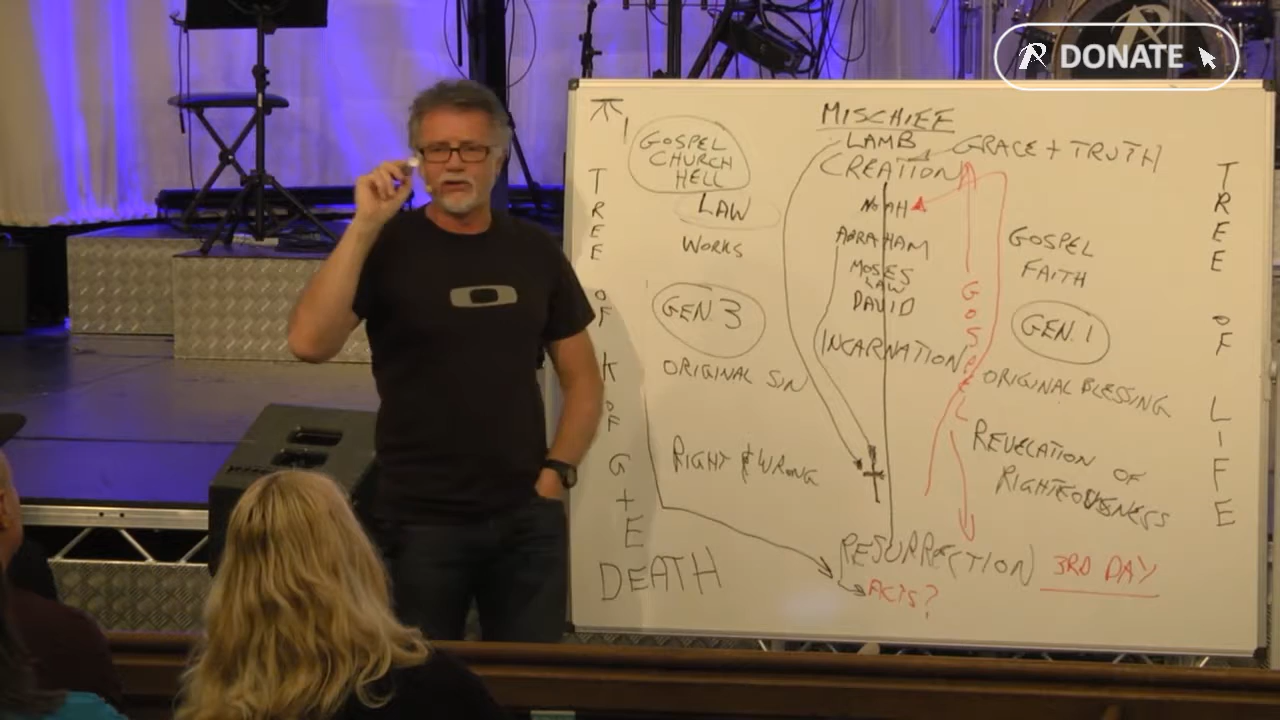 DONATE
MISCHIEF
LAMB
CREATION
GRACE + TRUTH
NOAH
ABRAHAM
MOSES
LAW
DAVID
INCARNATION
RESURRECTION
3RD DAY
ACTS?
GOSPEL
CHURCH
HELL
LAW
WORKS
GEN 3
ORIGINAL SIN
RIGHT & WRONG
TREE OF K OF G+E
DEATH
GOSPEL
GOSPEL
FAITH
GEN. 1
ORIGINAL BLESSING
REVELATION OF
RIGHTEOUSNESS
TREE OF LIFE